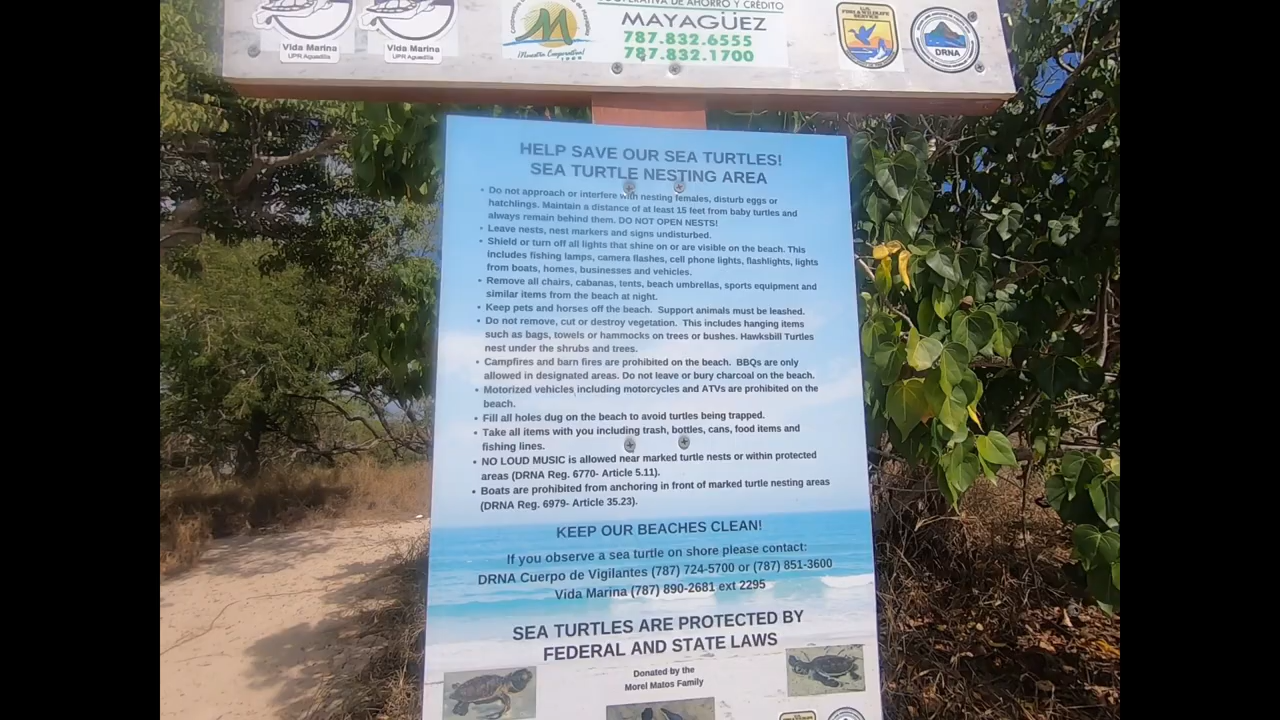 COOPERATIVA DE AHORRO Y CRÉDITO
MAYAGÜEZ
787.832.6555
787.832.1700
¡Nuestra Cooperativa!
Vida Marina
UPR Aguadilla
Vida Marina
UPR Aguadilla
U.S.
FISH & WILDLIFE
SERVICE
DRNA
HELP SAVE OUR SEA TURTLES!
SEA TURTLE NESTING AREA
• Do not approach or interfere with nesting females, disturb eggs or
hatchlings. Maintain a distance of at least 15 feet from baby turtles and
always remain behind them. DO NOT OPEN NESTS!
• Leave nests, nest markers and signs undisturbed.
• Shield or turn off all lights that shine on or are visible on the beach. This
includes fishing lamps, camera flashes, cell phone lights, flashlights, lights
from boats, homes, businesses and vehicles.
• Remove all chairs, cabanas, tents, beach umbrellas, sports equipment and
similar items from the beach at night.
• Keep pets and horses off the beach. Support animals must be leashed.
• Do not remove, cut or destroy vegetation. This includes hanging items
such as bags, towels or hammocks on trees or bushes. Hawksbill Turtles
nest under the shrubs and trees.
• Campfires and barn fires are prohibited on the beach. BBQs are only
allowed in designated areas. Do not leave or bury charcoal on the beach.
• Motorized vehicles including motorcycles and ATVs are prohibited on the
beach.
• Fill all holes dug on the beach to avoid turtles being trapped.
• Take all items with you including trash, bottles, cans, food items and
fishing lines.
• NO LOUD MUSIC is allowed near marked turtle nests or within protected
areas (DRNA Reg. 6770- Article 5.11).
• Boats are prohibited from anchoring in front of marked turtle nesting areas
(DRNA Reg. 6979- Article 35.23).
KEEP OUR BEACHES CLEAN!
If you observe a sea turtle on shore please contact:
DRNA Cuerpo de Vigilantes (787) 724-5700 or (787) 851-3600
Vida Marina (787) 890-2681 ext 2295
SEA TURTLES ARE PROTECTED BY
FEDERAL AND STATE LAWS
Donated by the
Morel Matos Family